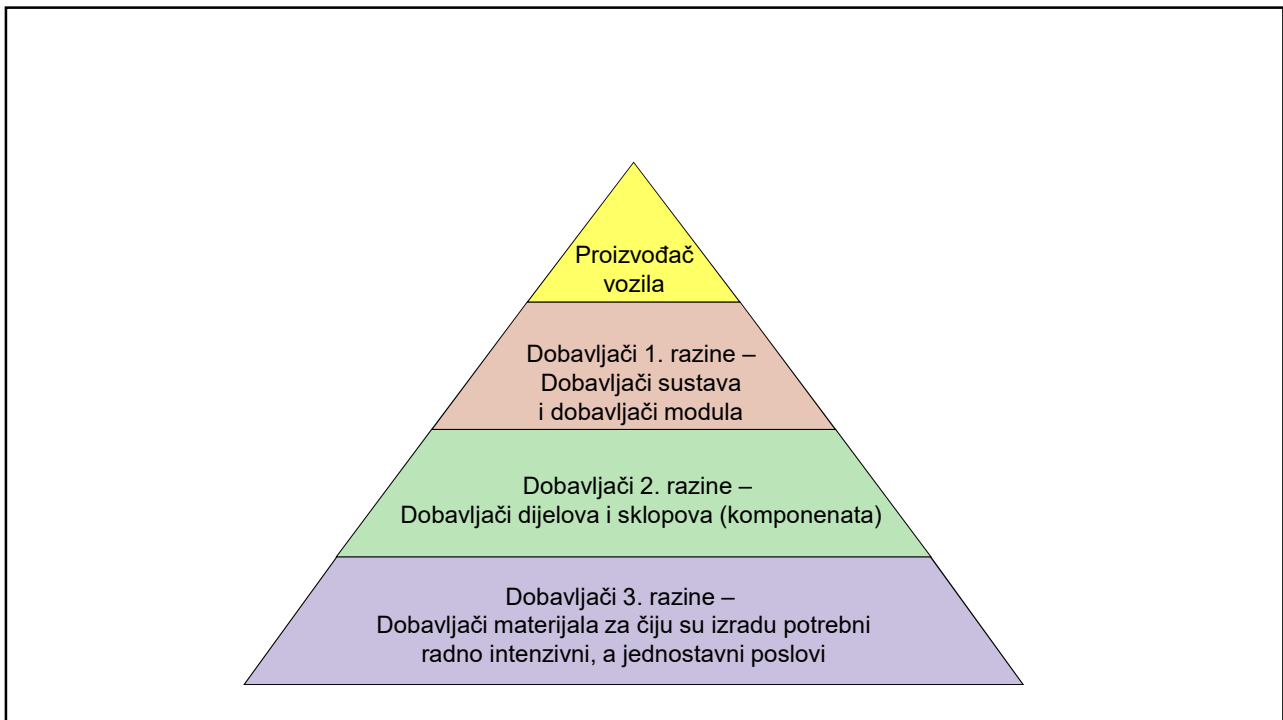 Proizvođač
vozila
Dobavljači 1. razine –
Dobavljači sustava
i dobavljači modula
Dobavljači 2. razine –
Dobavljači dijelova i sklopova (komponenata)
Dobavljači 3. razine –
Dobavljači materijala za čiju su izradu potrebni
radno intenzivni, a jednostavni poslovi